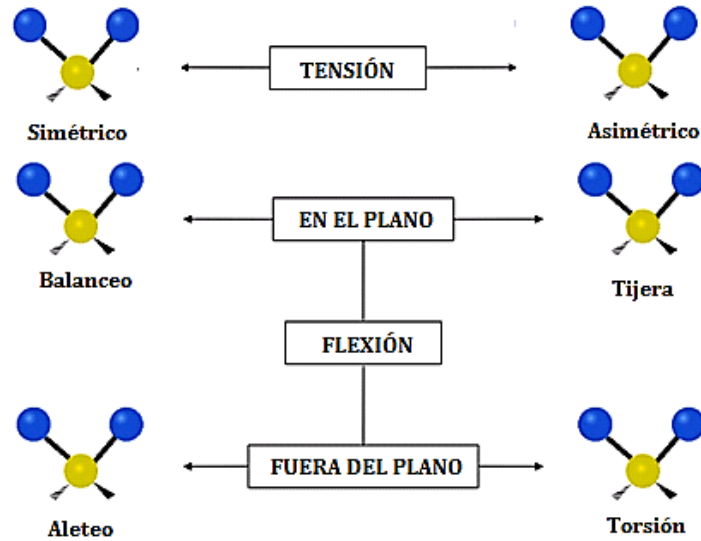 TENSIÓN
Simétrico
Asimétrico
EN EL PLANO
Balanceo
Tijera
FLEXIÓN
FUERA DEL PLANO
Aleteo
Torsión